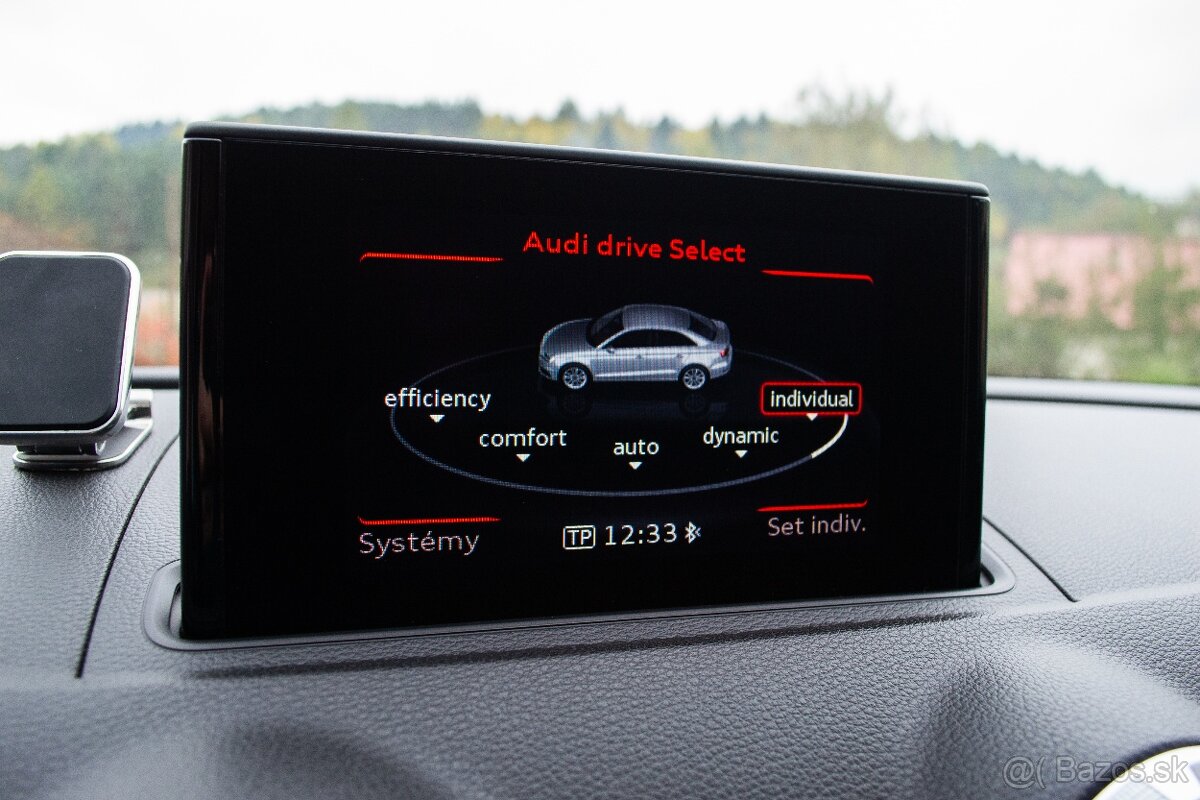 Audi drive Select
efficiency
comfort
auto
dynamic
individual
Systémy
TP 12:33
Set indiv.
@( Bazos.sk